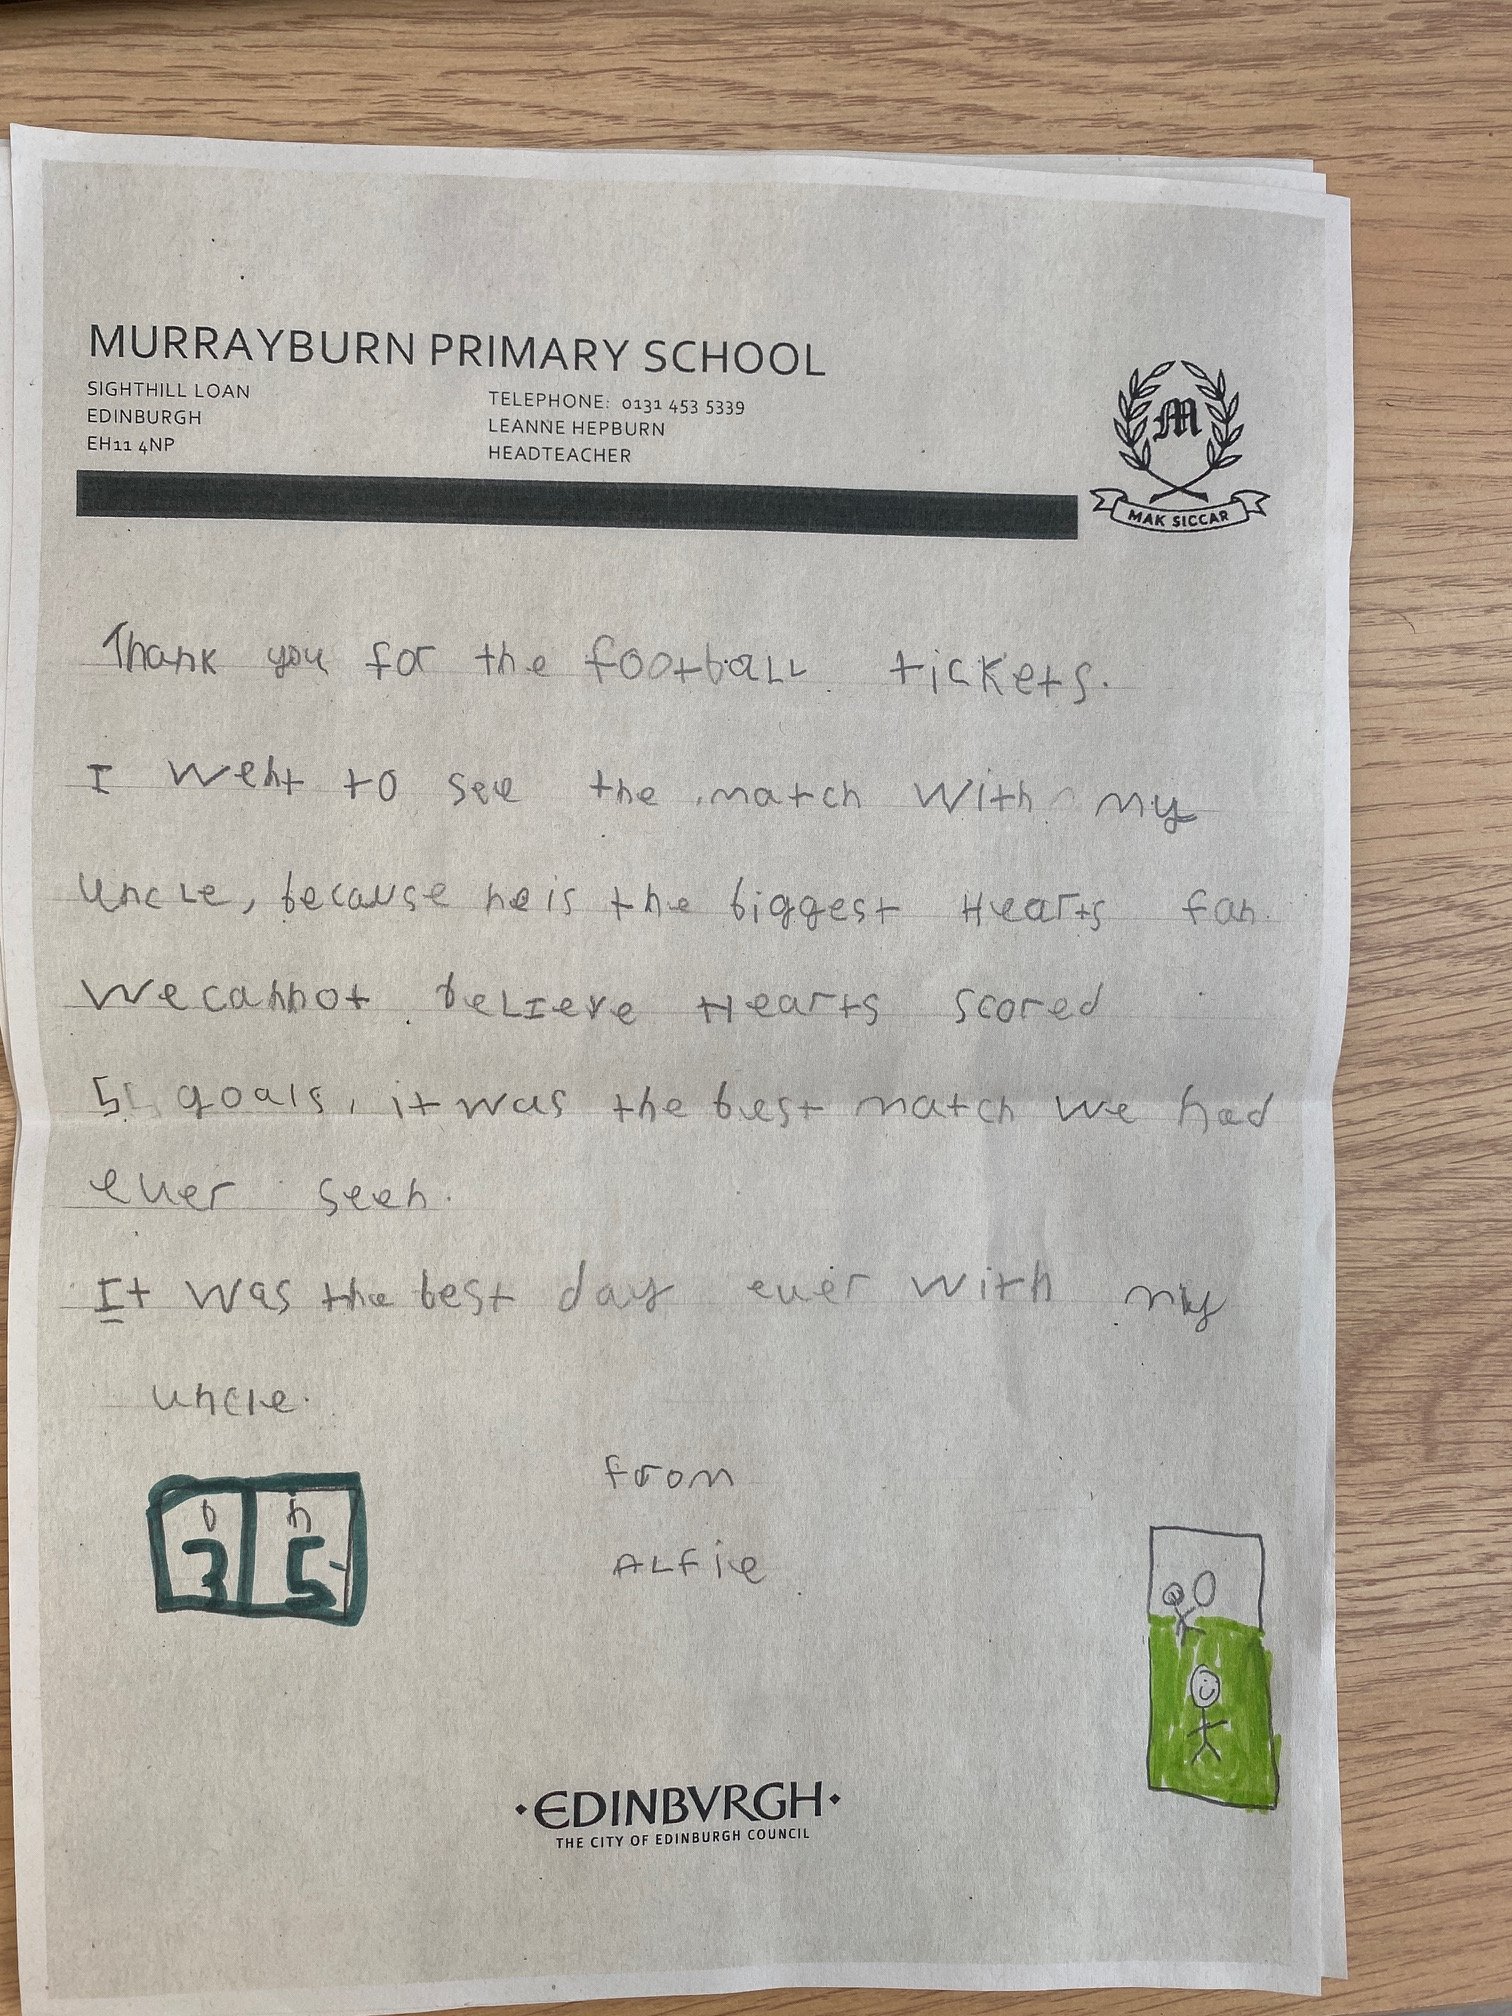 MURRAYBURN PRIMARY SCHOOL
SIGHTHILL LOAN
EDINBURGH
EH11 4NP
TELEPHONE: 0131 453 5339
LEANNE HEPBURN
HEADTEACHER
M
MAK SICCAR
Thank you for the football tickets.
I went to see the match with my
uncle, because he is the biggest Hearts fan.
We cannot believe Hearts scored
5 goals, it was the best match we had
ever seen.
It was the best day ever with my
uncle.
from
ALfie
h
3 5
EDINBVRGH
THE CITY OF EDINBURGH COUNCIL